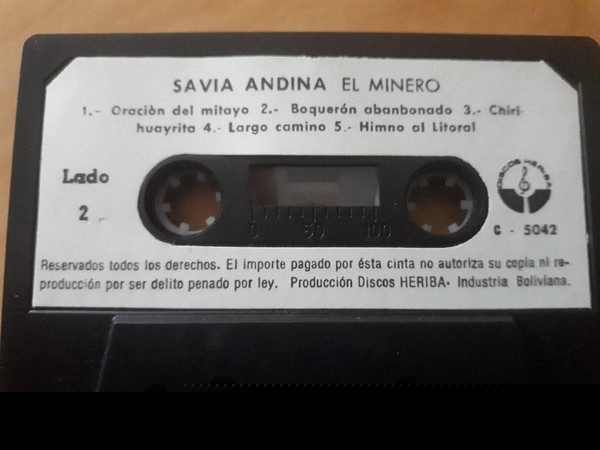 SAVIA ANDINA EL MINERO
1.- Oraciòn del mitayo 2.- Boquerón abanbonado 3.- Chiri-
huayrita 4.- Largo camino 5.- Himno al Litoral
Lado
2
DISCOS HERIBA
C - 5042
0 50 100
Reservados todos los derechos. El importe pagado por ésta cinta no autoriza su copia ni re-
producción por ser delito penado por ley. Producción Discos HERIBA- Industria Boliviana.